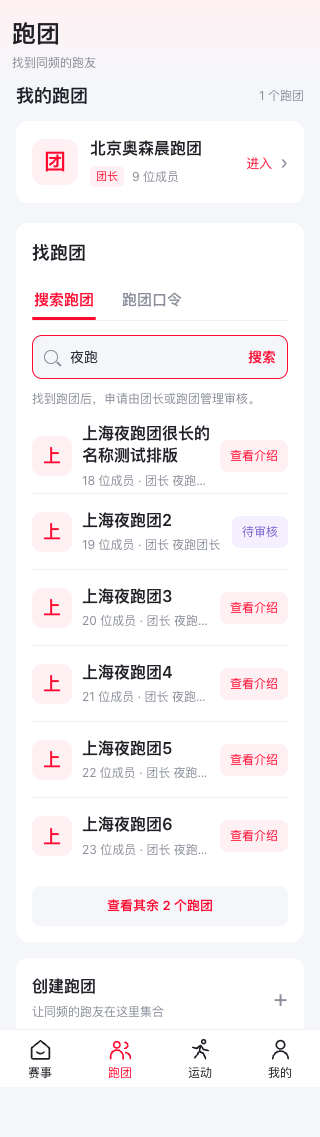 跑团
找到同频的跑友
我的跑团
1 个跑团
团
北京奥森晨跑团
团长
9 位成员
进入
找跑团
搜索跑团
跑团口令
夜跑
搜索
找到跑团后，申请由团长或跑团管理审核。
上
上海夜跑团很长的
名称测试排版
18 位成员 · 团长 夜跑...
查看介绍
上
上海夜跑团2
19 位成员 · 团长 夜跑团长
待审核
上
上海夜跑团3
20 位成员 · 团长 夜跑...
查看介绍
上
上海夜跑团4
21 位成员 · 团长 夜跑...
查看介绍
上
上海夜跑团5
22 位成员 · 团长 夜跑...
查看介绍
上
上海夜跑团6
23 位成员 · 团长 夜跑...
查看介绍
查看其余 2 个跑团
创建跑团
让同频的跑友在这里集合
+
赛事
跑团
运动
我的